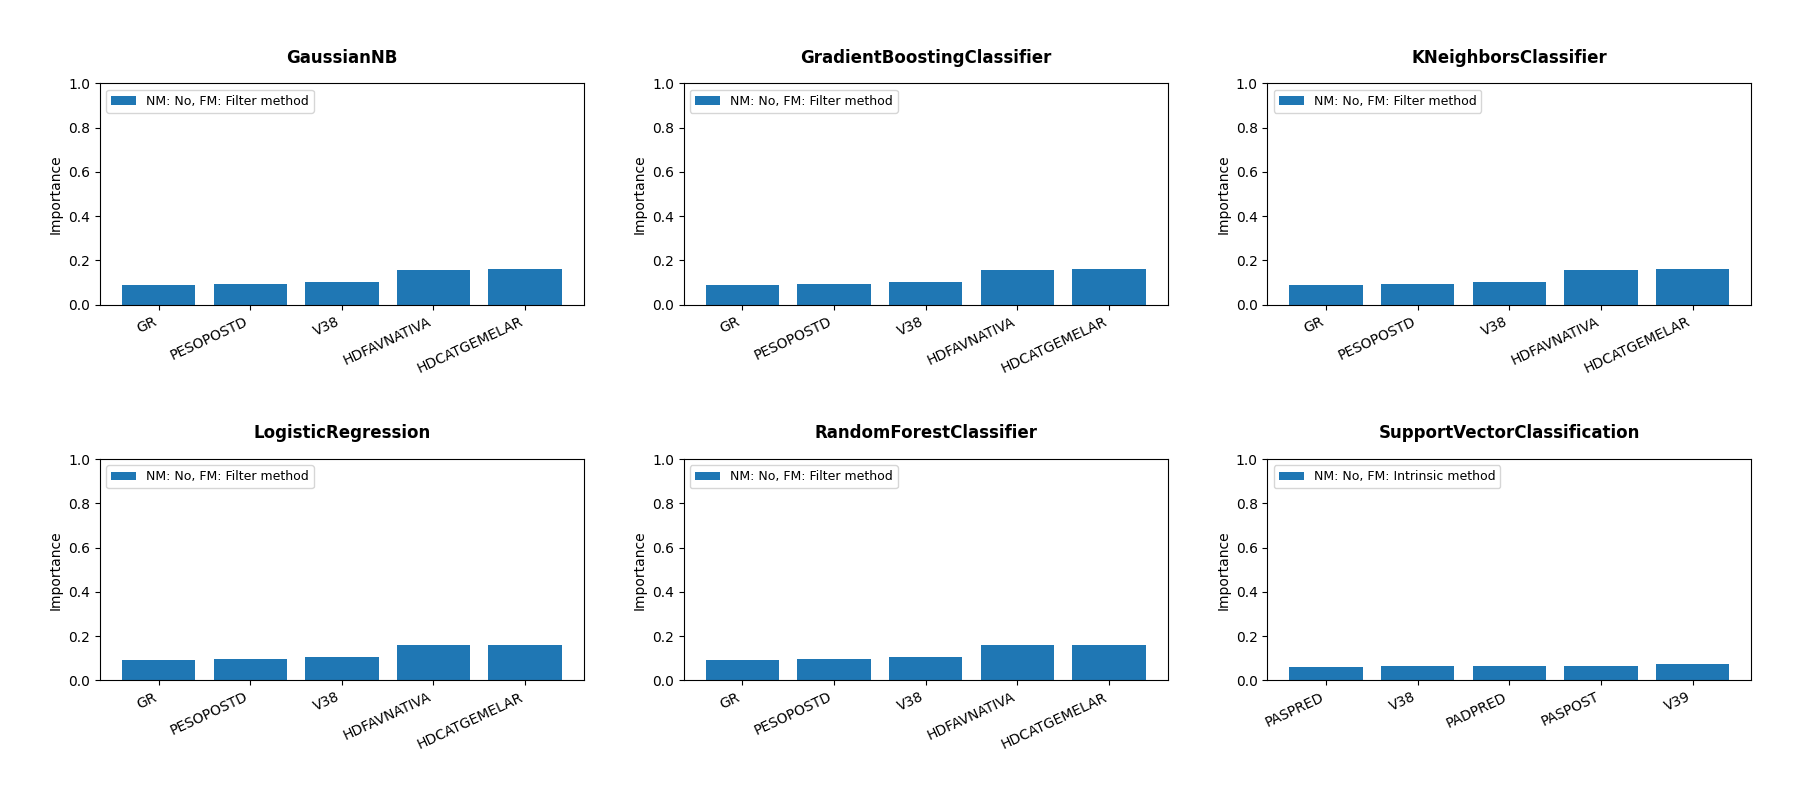 GaussianNB
1.0
0.8
0.6
0.4
0.2
0.0
Importance
NM: No, FM: Filter method
GR
PESOPOSTD
V38
HDFAVNATIVA
HDCATGEMELAR
GradientBoostingClassifier
1.0
0.8
0.6
0.4
0.2
0.0
Importance
NM: No, FM: Filter method
GR
PESOPOSTD
V38
HDFAVNATIVA
HDCATGEMELAR
KNeighborsClassifier
1.0
0.8
0.6
0.4
0.2
0.0
Importance
NM: No, FM: Filter method
GR
PESOPOSTD
V38
HDFAVNATIVA
HDCATGEMELAR
LogisticRegression
1.0
0.8
0.6
0.4
0.2
0.0
Importance
NM: No, FM: Filter method
GR
PESOPOSTD
V38
HDFAVNATIVA
HDCATGEMELAR
RandomForestClassifier
1.0
0.8
0.6
0.4
0.2
0.0
Importance
NM: No, FM: Filter method
GR
PESOPOSTD
V38
HDFAVNATIVA
HDCATGEMELAR
SupportVectorClassification
1.0
0.8
0.6
0.4
0.2
0.0
Importance
NM: No, FM: Intrinsic method
PASPRED
V38
PADPRED
PASPOST
V39